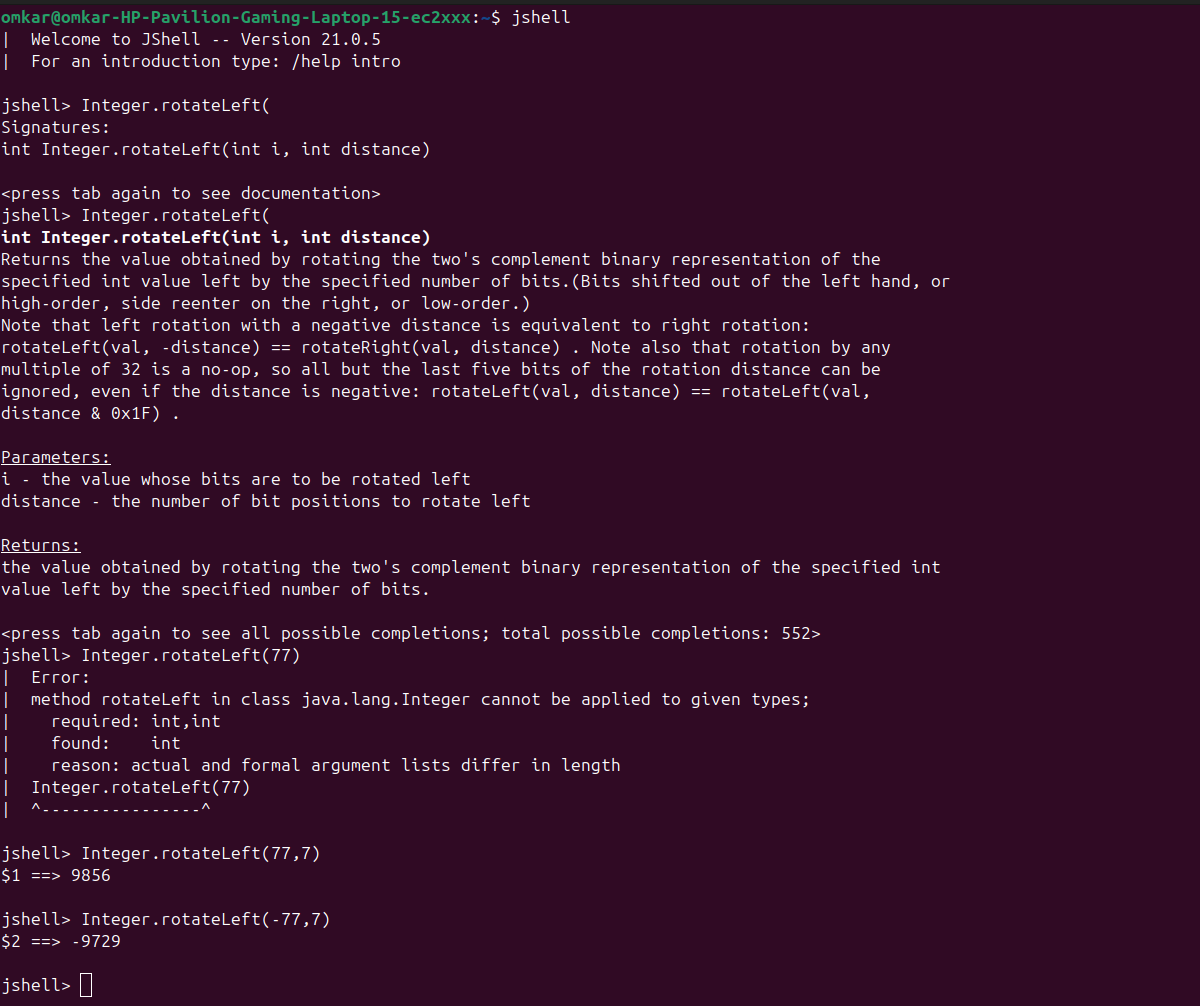 omkar@omkar-HP-Pavilion-Gaming-Laptop-15-ec2xxx:~$ jshell
|  Welcome to JShell -- Version 21.0.5
|  For an introduction type: /help intro

jshell> Integer.rotateLeft(
Signatures:
int Integer.rotateLeft(int i, int distance)

<press tab again to see documentation>
jshell> Integer.rotateLeft(
int Integer.rotateLeft(int i, int distance)
Returns the value obtained by rotating the two's complement binary representation of the
specified int value left by the specified number of bits.(Bits shifted out of the left hand, or
high-order, side reenter on the right, or low-order.)
Note that left rotation with a negative distance is equivalent to right rotation:
rotateLeft(val, -distance) == rotateRight(val, distance) . Note also that rotation by any
multiple of 32 is a no-op, so all but the last five bits of the rotation distance can be
ignored, even if the distance is negative: rotateLeft(val, distance) == rotateLeft(val,
distance & 0x1F) .

Parameters:
i - the value whose bits are to be rotated left
distance - the number of bit positions to rotate left

Returns:
the value obtained by rotating the two's complement binary representation of the specified int
value left by the specified number of bits.

<press tab again to see all possible completions; total possible completions: 552>
jshell> Integer.rotateLeft(77)
|  Error:
|  method rotateLeft in class java.lang.Integer cannot be applied to given types;
|    required: int,int
|    found:    int
|    reason: actual and formal argument lists differ in length
|  Integer.rotateLeft(77)
|  ^----------------^

jshell> Integer.rotateLeft(77,7)
$1 ==> 9856

jshell> Integer.rotateLeft(-77,7)
$2 ==> -9729

jshell>